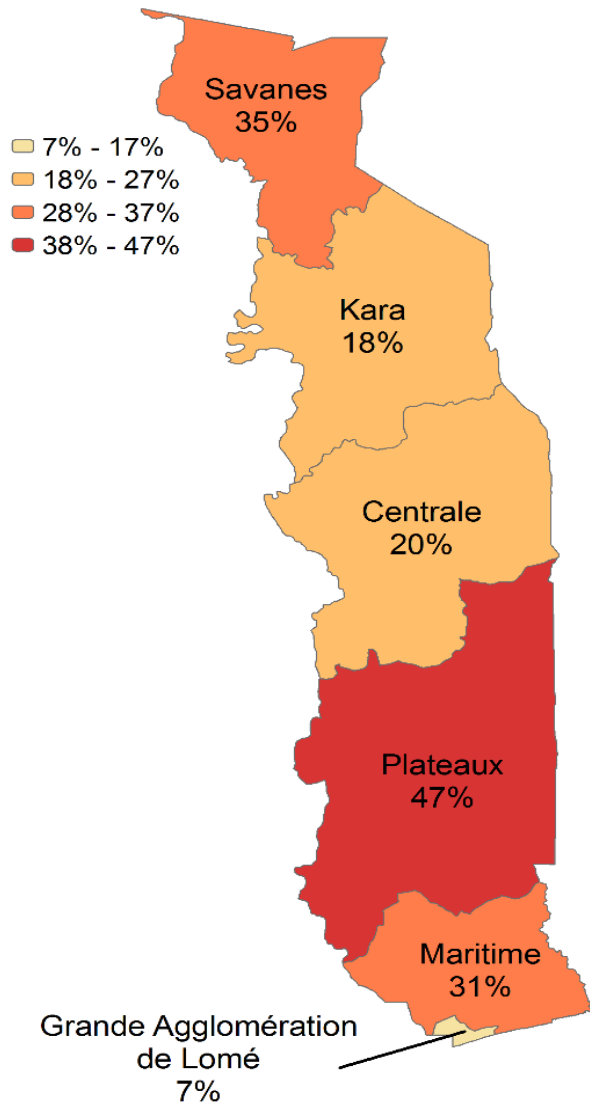 Savanes
35%
7% - 17%
18% - 27%
28% - 37%
38% - 47%
Kara
18%
Centrale
20%
Plateaux
47%
Maritime
31%
Grande Agglomération
de Lomé
7%